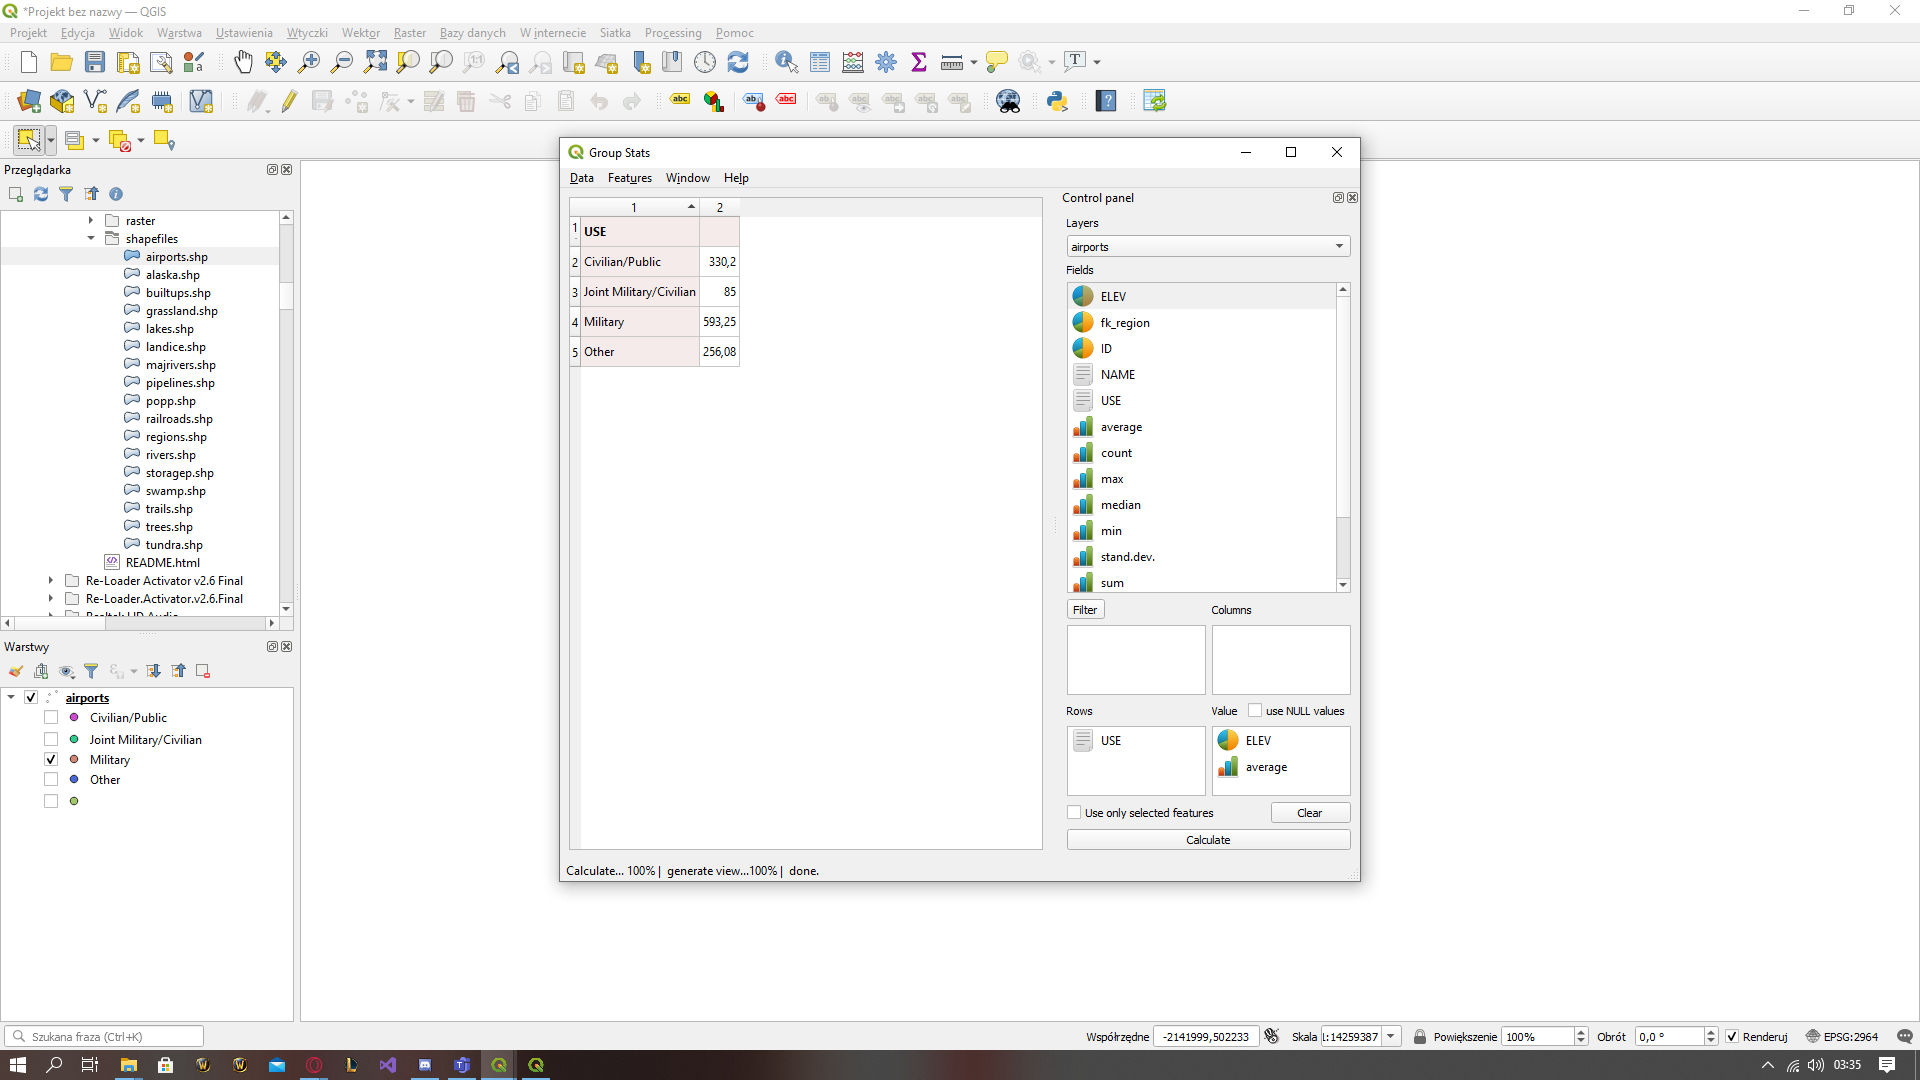 *Projekt bez nazwy — QGIS
Projekt Edycja Widok Warstwa Ustawienia Wtyczki Wektor Raster Bazy danych W internecie Siatka Processing Pomoc
Przeglądarka
raster
shapefiles
airports.shp
alaska.shp
builtups.shp
grassland.shp
lakes.shp
landice.shp
majrivers.shp
pipelines.shp
popp.shp
railroads.shp
regions.shp
rivers.shp
storagep.shp
swamp.shp
trails.shp
trees.shp
tundra.shp
README.html
Re-Loader Activator v2.6 Final
Re-Loader.Activator.v2.6.Final
Warstwy
airports
Civilian/Public
Joint Military/Civilian
Military
Other
Group Stats
Data Features Window Help
1 2
1 USE
2 Civilian/Public 330,2
3 Joint Military/Civilian 85
4 Military 593,25
5 Other 256,08
Calculate... 100% | generate view...100% | done.
Control panel
Layers
airports
Fields
ELEV
fk_region
ID
NAME
USE
average
count
max
median
min
stand.dev.
sum
Filter Columns
Rows Value use NULL values
USE ELEV
average
Use only selected features Clear
Calculate
Szukana fraza (Ctrl+K)
Współrzędne -2141999,502233 Skala 1:14259387 Powiększenie 100% Obrót 0,0 ° Renderuj EPSG:2964
03:35